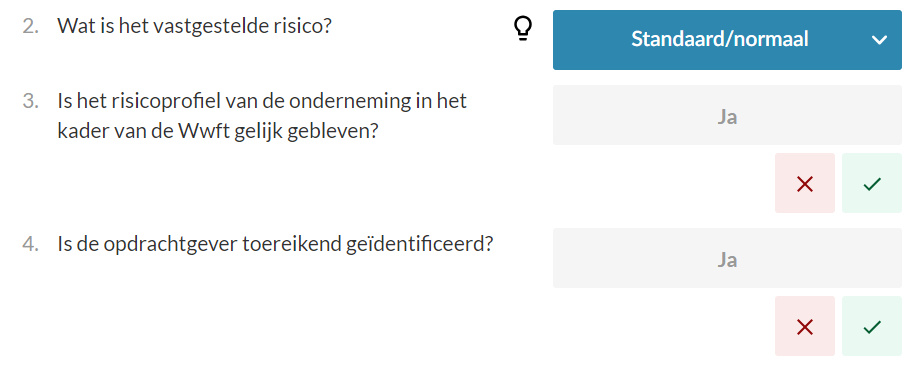 2. Wat is het vastgestelde risico? Standaard/normaal
3. Is het risicoprofiel van de onderneming in het
kader van de Wwft gelijk gebleven?
Ja
4. Is de opdrachtgever toereikend geïdentificeerd?
Ja